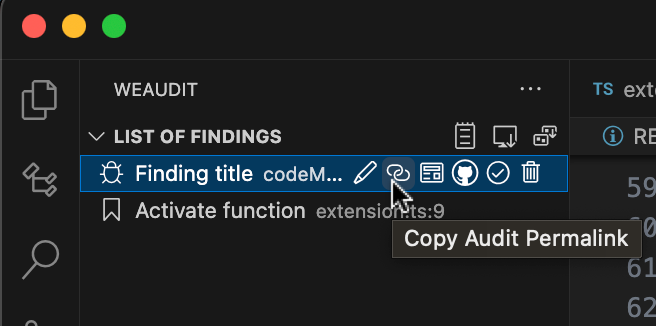 WEAUDIT
TS ext
LIST OF FINDINGS
RE
Finding title codeM...
59
Activate function extension.ts:9
60
Copy Audit Permalink
61
62